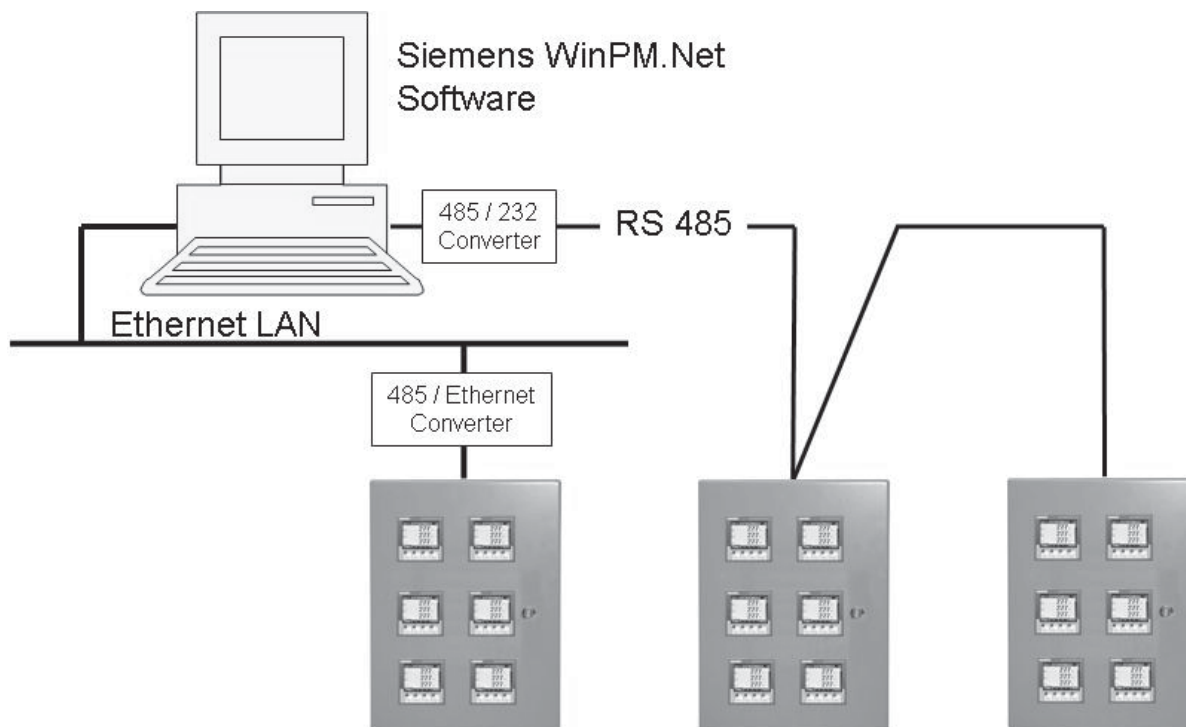 Siemens WinPM.Net
Software
485 / 232
Converter
RS 485
Ethernet LAN
485 / Ethernet
Converter